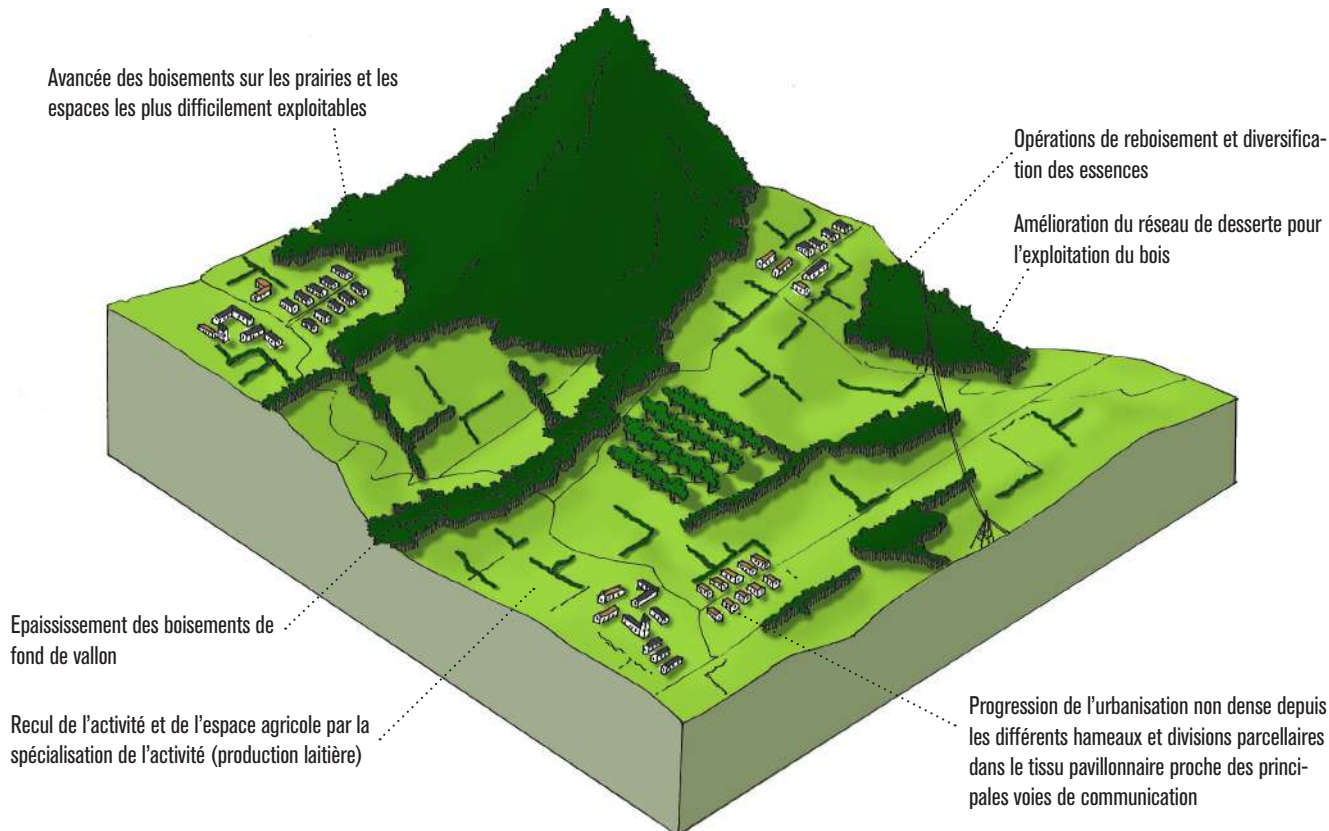 Avancée des boisements sur les prairies et les
espaces les plus difficilement exploitables
Opérations de reboisement et diversifica-
tion des essences
Amélioration du réseau de desserte pour
l'exploitation du bois
Epaississement des boisements de
fond de vallon
Recul de l'activité et de l'espace agricole par la
spécialisation de l'activité (production laitière)
Progression de l'urbanisation non dense depuis
les différents hameaux et divisions parcellaires
dans le tissu pavillonnaire proche des princi-
pales voies de communication